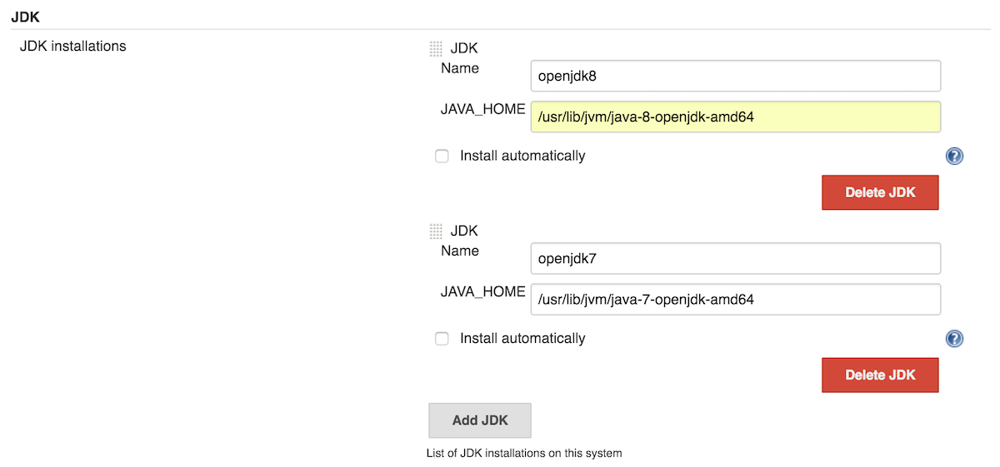 JDK
JDK installations
JDK
Name
openjdk8
JAVA_HOME
/usr/lib/jvm/java-8-openjdk-amd64
Install automatically
?
Delete JDK
JDK
Name
openjdk7
JAVA_HOME
/usr/lib/jvm/java-7-openjdk-amd64
Install automatically
?
Delete JDK
Add JDK
List of JDK installations on this system